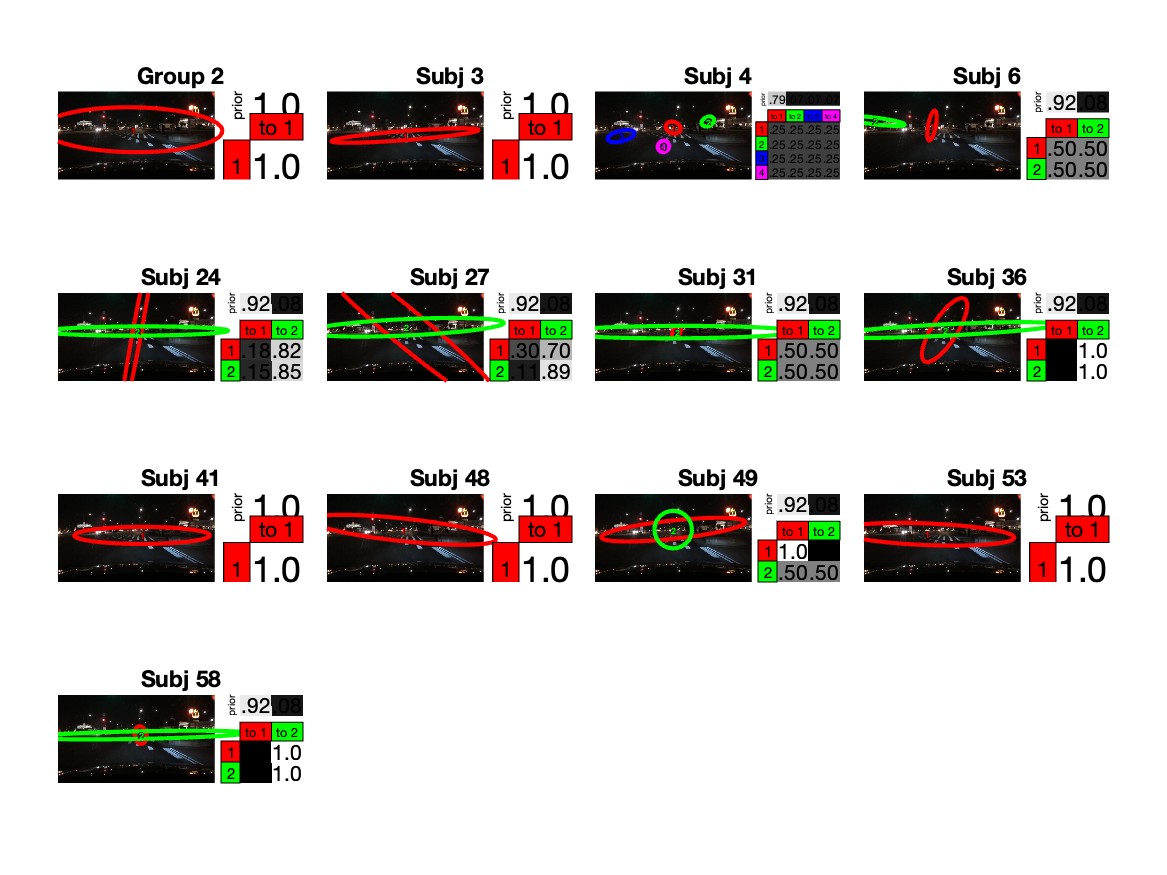 Group 2
prior
1.0
to 1
1 1.0
Subj 3
prior
1.0
to 1
1 1.0
Subj 4
prior
.79 .07 .07 .07
to 1 to 2 to 4
1 .25 .25 .25 .25
2 .25 .25 .25 .25
3 .25 .25 .25 .25
4 .25 .25 .25 .25
Subj 6
prior
.92 .08
to 1 to 2
1 .50 .50
2 .50 .50
Subj 24
prior
.92 .08
to 1 to 2
1 .18 .82
2 .15 .85
Subj 27
prior
.92 .08
to 1 to 2
1 .30 .70
2 .11 .89
Subj 31
prior
.92 .08
to 1 to 2
1 .50 .50
2 .50 .50
Subj 36
prior
.92 .08
to 1 to 2
1 1.0
2 1.0
Subj 41
prior
1.0
to 1
1 1.0
Subj 48
prior
1.0
to 1
1 1.0
Subj 49
prior
.92 .08
to 1 to 2
1 1.0
2 .50 .50
Subj 53
prior
1.0
to 1
1 1.0
Subj 58
prior
.92 .08
to 1 to 2
1 1.0
2 1.0